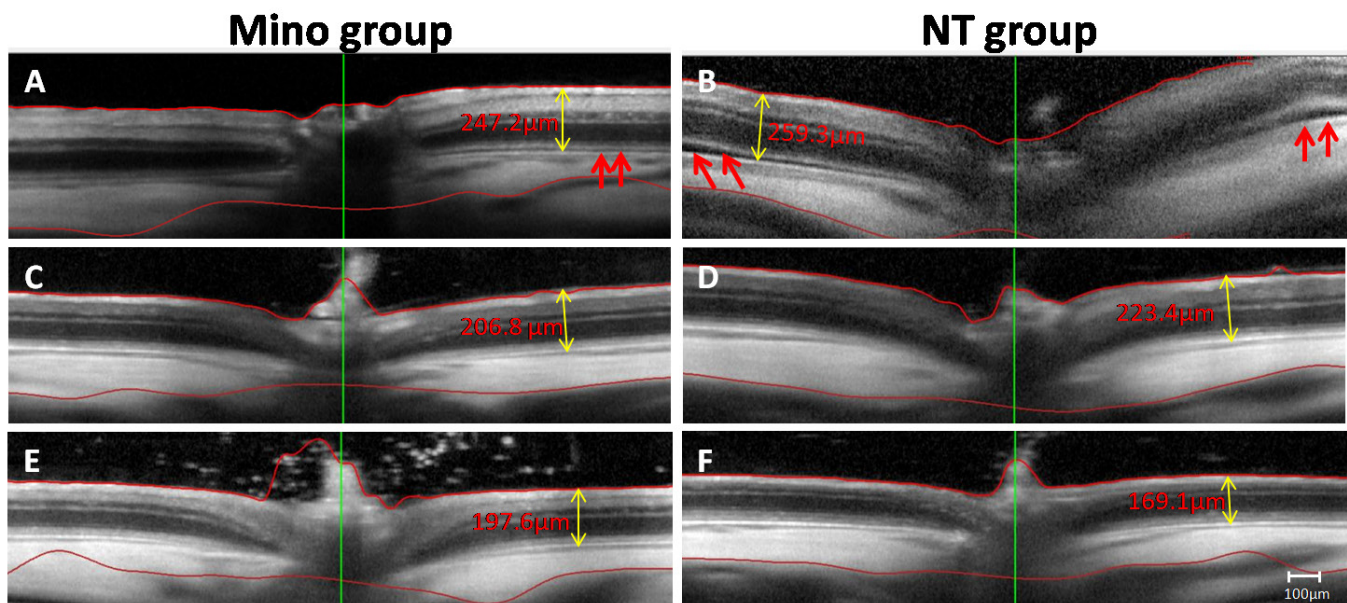 Mino group
NT group
A
247.2µm
B
259.3µm
C
206.8 µm
D
223.4µm
E
197.6µm
F
169.1µm
100µm